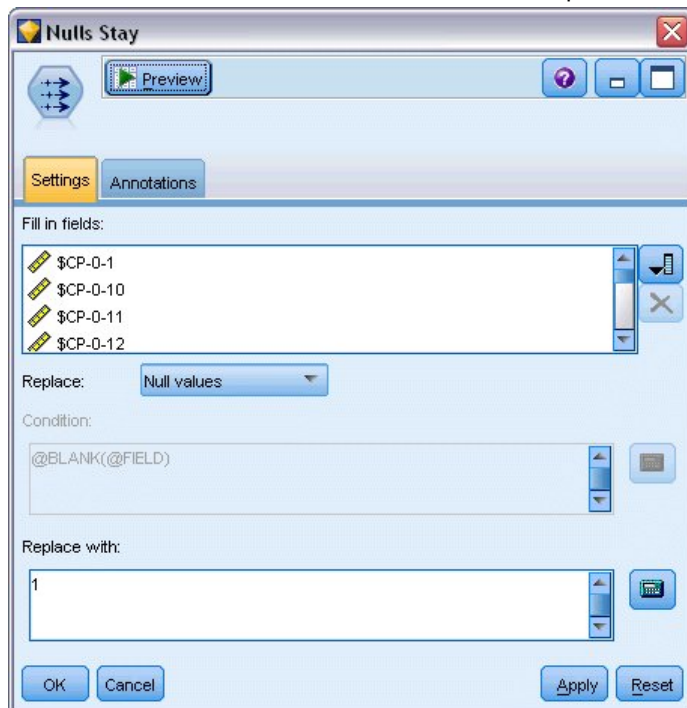 Nulls Stay
Preview
Settings Annotations
Fill in fields:
$CP-0-1
$CP-0-10
$CP-0-11
$CP-0-12
Replace: Null values
Condition:
@BLANK(@FIELD)
Replace with:
1
OK Cancel Apply Reset